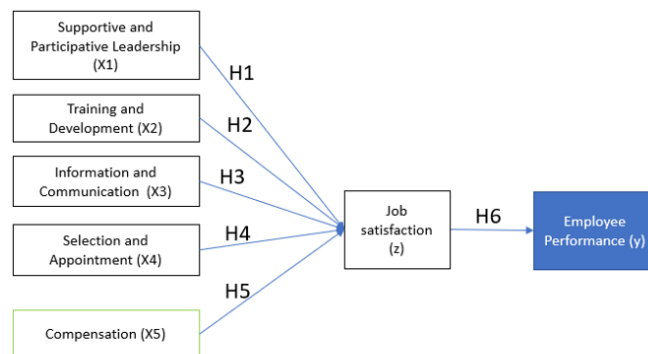 Supportive and
Participative Leadership
(X1)
H1
Training and
Development (X2)
H2
Information and
Communication (X3)
H3
Selection and
Appointment (X4)
H4
Compensation (X5)
H5
Job
satisfaction
(z)
H6
Employee
Performance (y)